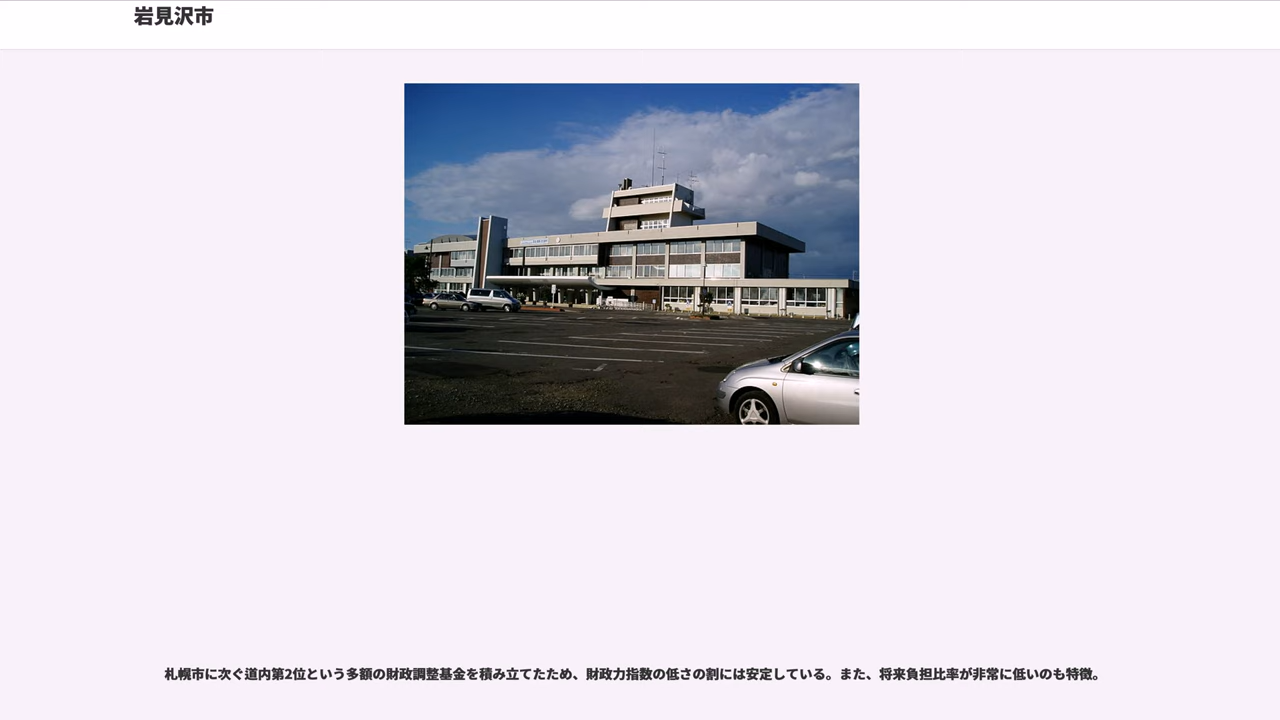 岩見沢市
札幌市に次ぐ道内第2位という多額の財政調整基金を積み立てたため、財政力指数の低さの割には安定している。また、将来負担比率が非常に低いのも特徴。